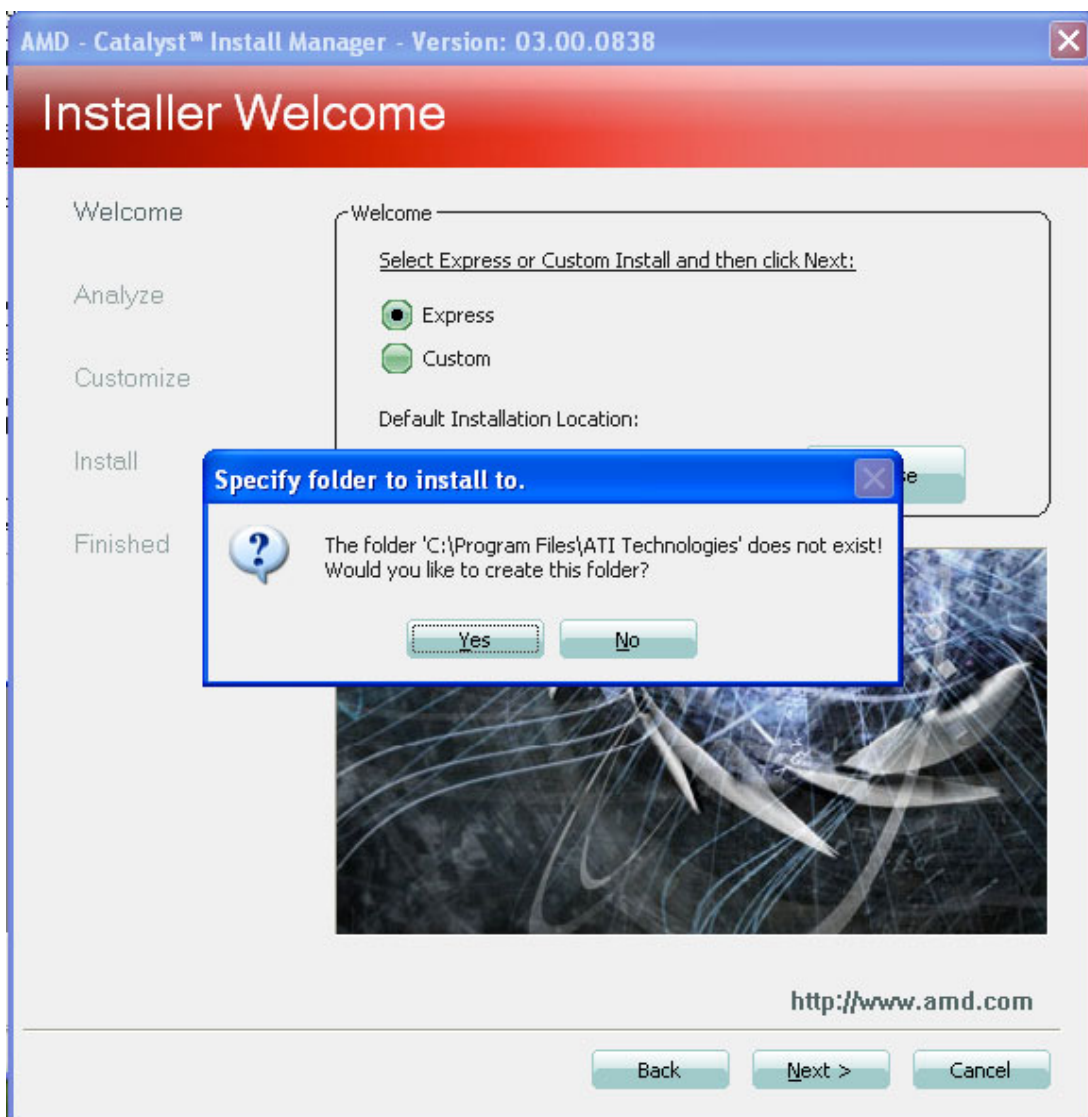 AMD - Catalyst™ Install Manager - Version: 03.00.0838
Installer Welcome
Welcome
Analyze
Customize
Install
Finished
Welcome
Select Express or Custom Install and then click Next:
Express
Custom
Default Installation Location:
Specify folder to install to.
The folder 'C:\Program Files\ATI Technologies' does not exist!
Would you like to create this folder?
Yes
No
http://www.amd.com
Back
Next >
Cancel